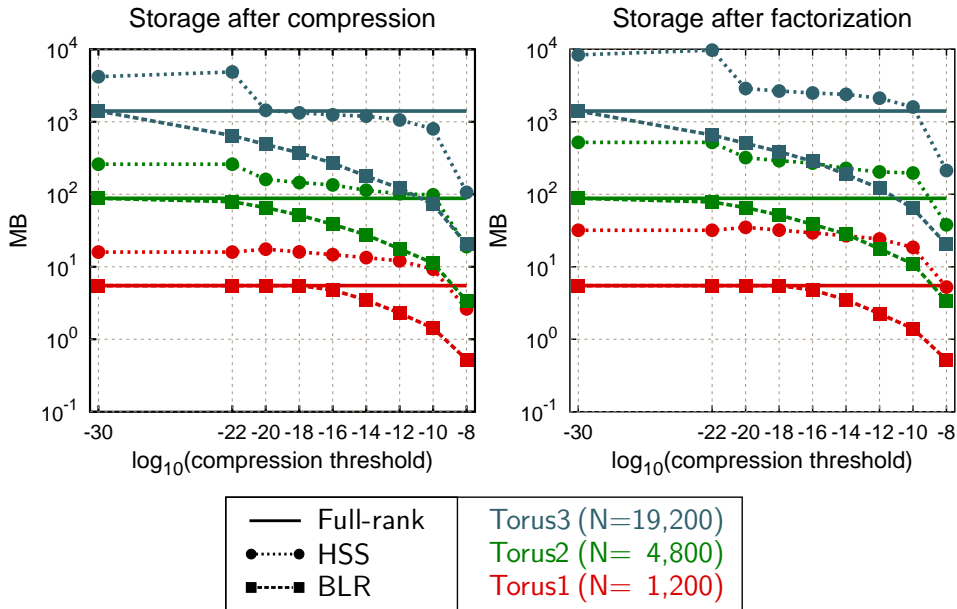 Storage after compression
Storage after factorization
10^4
10^3
10^2
10^1
10^0
10^-1
MB
-30 -22 -20 -18 -16 -14 -12 -10 -8
log10(compression threshold)
10^4
10^3
10^2
10^1
10^0
10^-1
MB
-30 -22 -20 -18 -16 -14 -12 -10 -8
log10(compression threshold)
Full-rank
HSS
BLR
Torus3 (N=19,200)
Torus2 (N= 4,800)
Torus1 (N= 1,200)